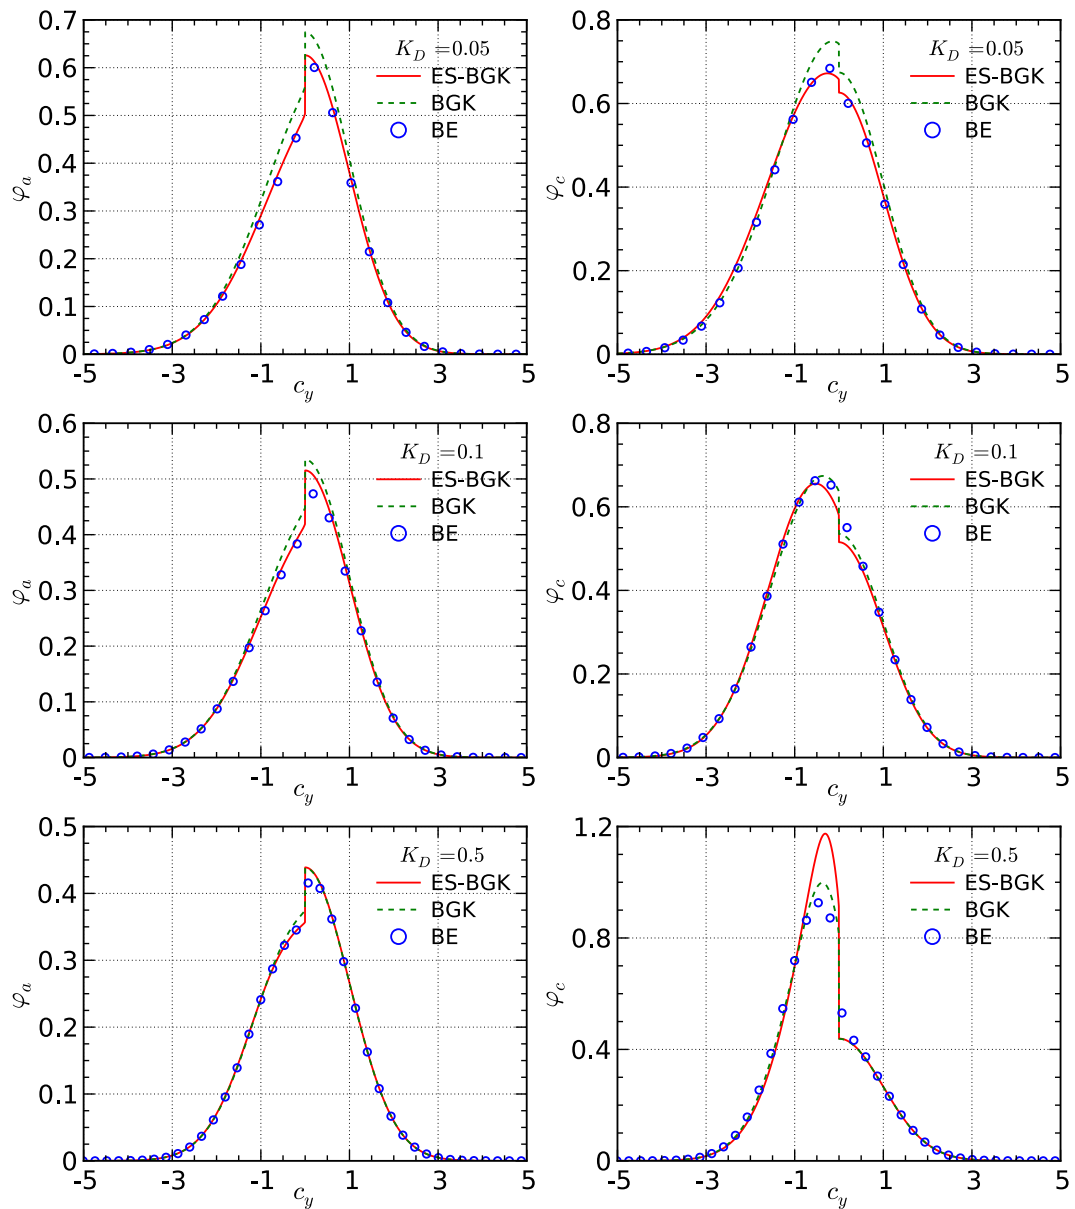 0.7
0.6
0.5
0.4
0.3
0.2
0.1
0
φ_a
K_D =0.05
ES-BGK
BGK
BE
-5 -3 -1 1 3 5
c_y
0.8
0.6
0.4
0.2
0
φ_c
K_D =0.05
ES-BGK
BGK
BE
-5 -3 -1 1 3 5
c_y
0.6
0.5
0.4
0.3
0.2
0.1
0
φ_a
K_D =0.1
ES-BGK
BGK
BE
-5 -3 -1 1 3 5
c_y
0.8
0.6
0.4
0.2
0
φ_c
K_D =0.1
ES-BGK
BGK
BE
-5 -3 -1 1 3 5
c_y
0.5
0.4
0.3
0.2
0.1
0
φ_a
K_D =0.5
ES-BGK
BGK
BE
-5 -3 -1 1 3 5
c_y
1.2
0.8
0.4
0
φ_c
K_D =0.5
ES-BGK
BGK
BE
-5 -3 -1 1 3 5
c_y